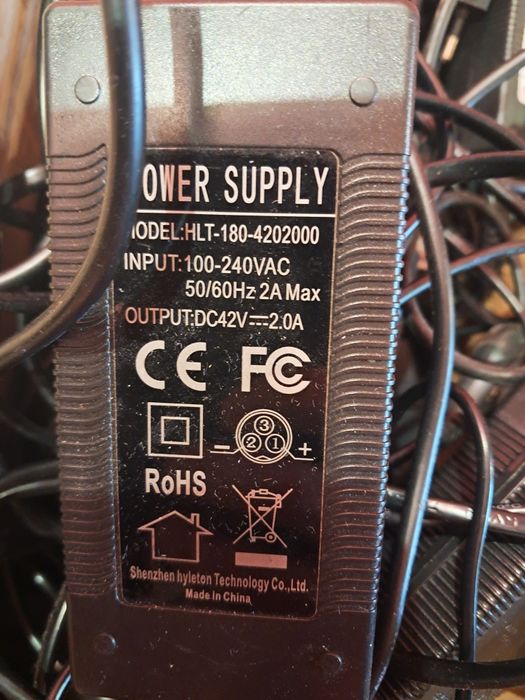 OWER SUPPLY
MODEL:HLT-180-4202000
INPUT:100-240VAC
50/60Hz 2A Max
OUTPUT:DC42V⎓2.0A
CE FC
3
2 1
− +
RoHS
Shenzhen hyleton Technology Co.,Ltd.
Made in China